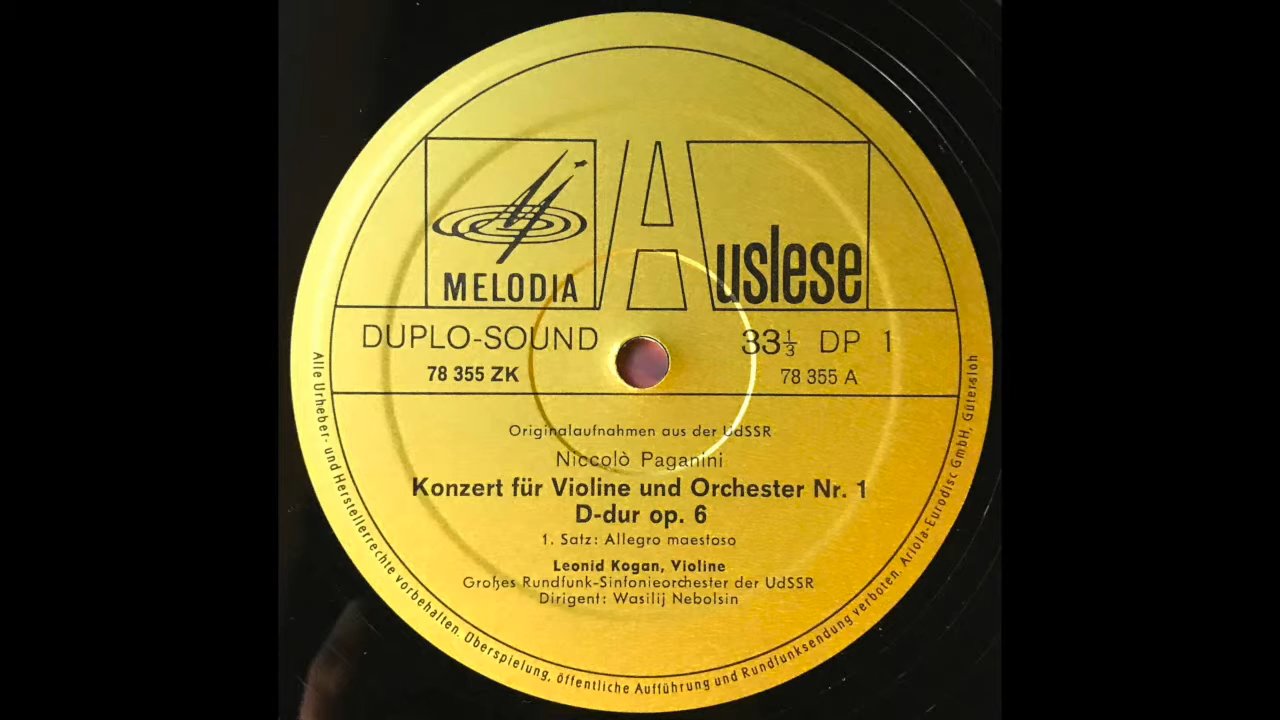 MELODIA
Auslese
DUPLO-SOUND
33⅓ DP 1
78 355 ZK
78 355 A
Originalaufnahmen aus der UdSSR
Niccolò Paganini
Konzert für Violine und Orchester Nr. 1
D-dur op. 6
1. Satz: Allegro maestoso
Leonid Kogan, Violine
Großes Rundfunk-Sinfonieorchester der UdSSR
Dirigent: Wasilij Nebolsin
Alle Urheber- und Herstellerrechte vorbehalten. Überspielung, öffentliche Aufführung und Rundfunksendung verboten. Ariola-Eurodisc GmbH, Gütersloh